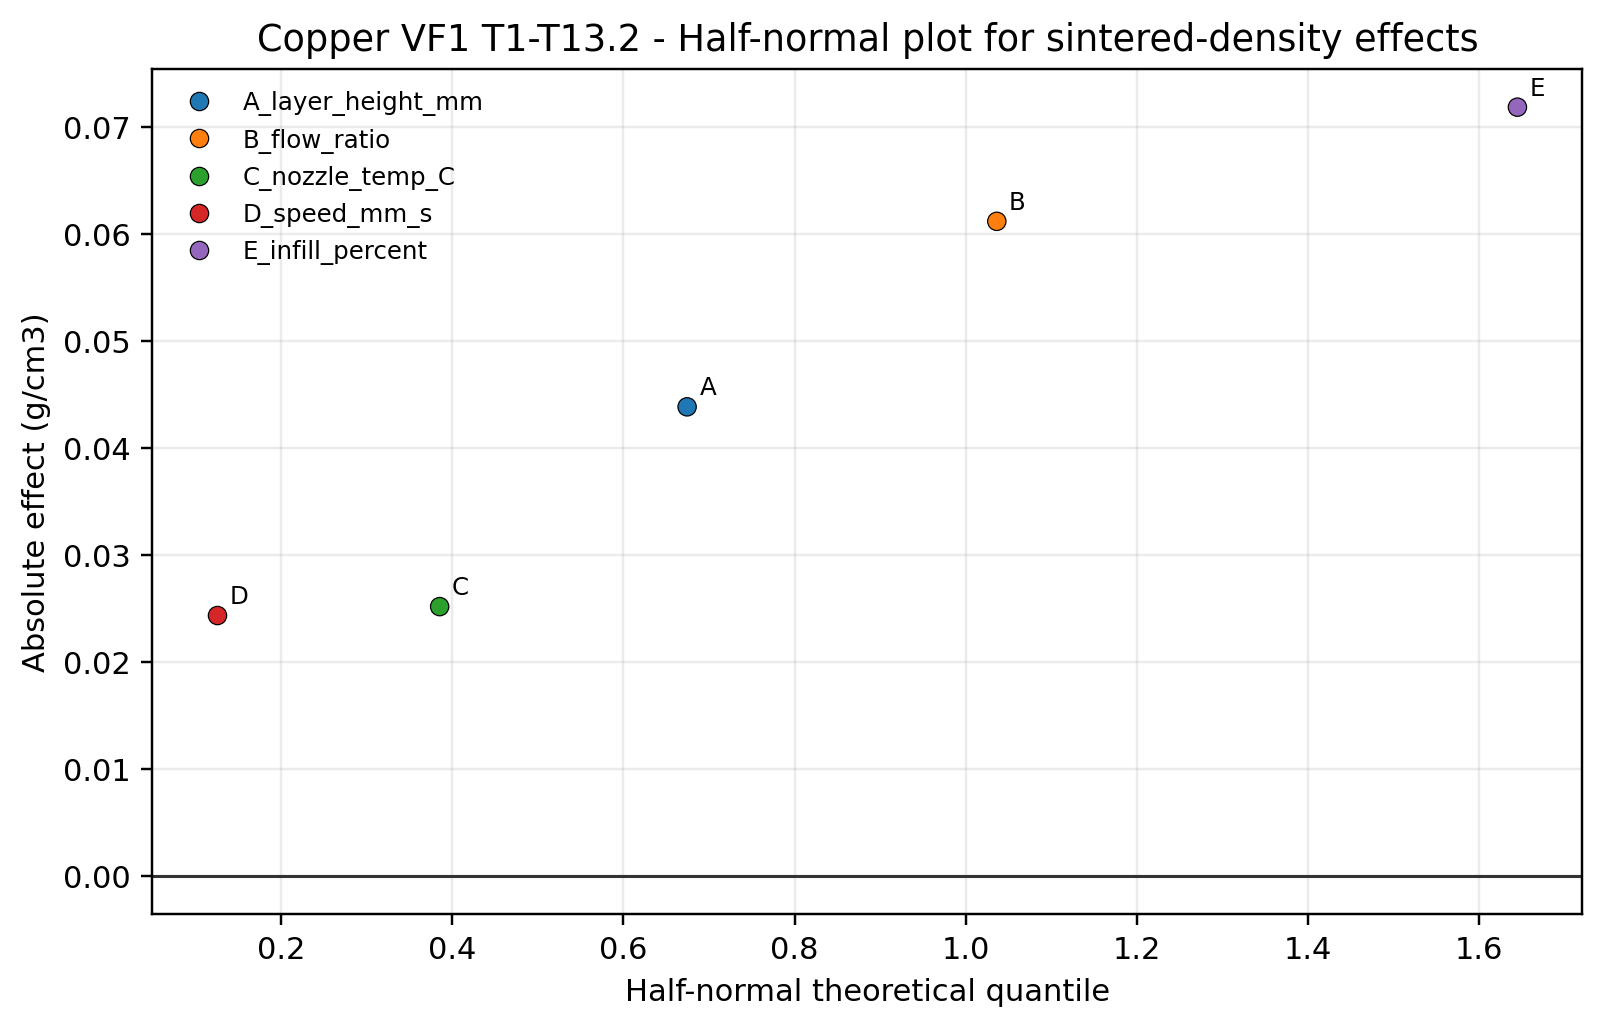 Copper VF1 T1-T13.2 - Half-normal plot for sintered-density effects
A_layer_height_mm
B_flow_ratio
C_nozzle_temp_C
D_speed_mm_s
E_infill_percent
E
B
A
C
D
Absolute effect (g/cm3)
0.07
0.06
0.05
0.04
0.03
0.02
0.01
0.00
0.2 0.4 0.6 0.8 1.0 1.2 1.4 1.6
Half-normal theoretical quantile